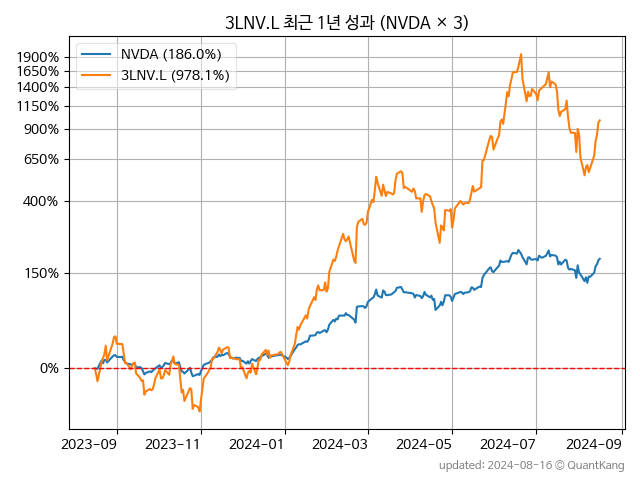 3LNV.L 최근 1년 성과 (NVDA × 3)
NVDA (186.0%)
3LNV.L (978.1%)
1900%
1650%
1400%
1150%
900%
650%
400%
150%
0%
2023-09 2023-11 2024-01 2024-03 2024-05 2024-07 2024-09
updated: 2024-08-16 © QuantKang